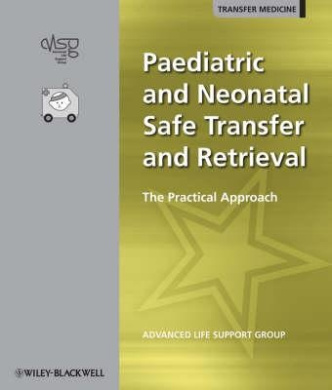 TRANSFER MEDICINE
Paediatric
and Neonatal
Safe Transfer
and Retrieval
The Practical Approach
ADVANCED LIFE SUPPORT GROUP
WILEY-BLACKWELL